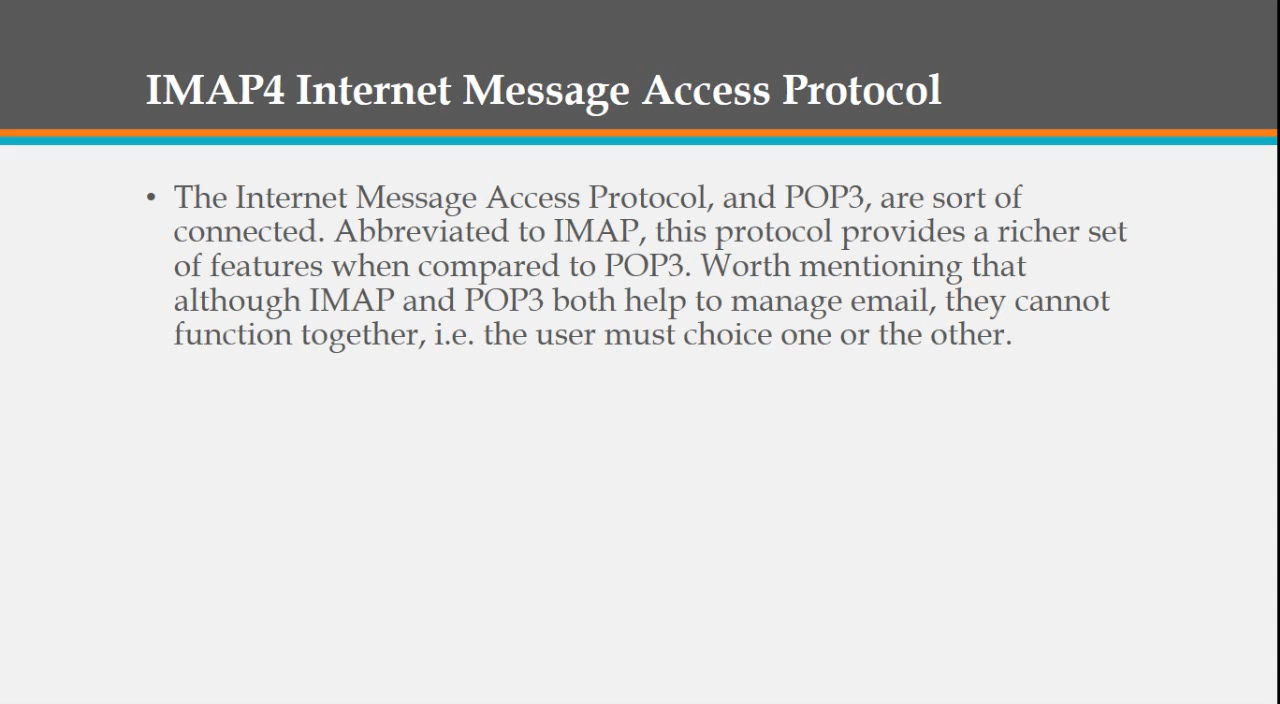 IMAP4 Internet Message Access Protocol
• The Internet Message Access Protocol, and POP3, are sort of
connected. Abbreviated to IMAP, this protocol provides a richer set
of features when compared to POP3. Worth mentioning that
although IMAP and POP3 both help to manage email, they cannot
function together, i.e. the user must choice one or the other.